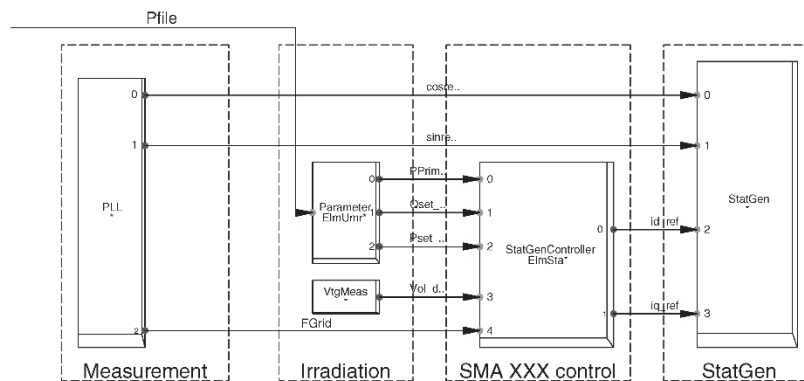 Pfile
0
cosre..
0
1
sinre..
1
PLL
*
Parameter
ElmUmr*
0
PPrim..
0
1
Qset_..
1
2
Pset_..
2
StatGenController
ElmSta*
StatGen
*
0
id_ref
2
VtgMeas
*
Vol_d..
3
1
iq_ref
3
2
FGrid
4
Measurement
Irradiation
SMA XXX control
StatGen